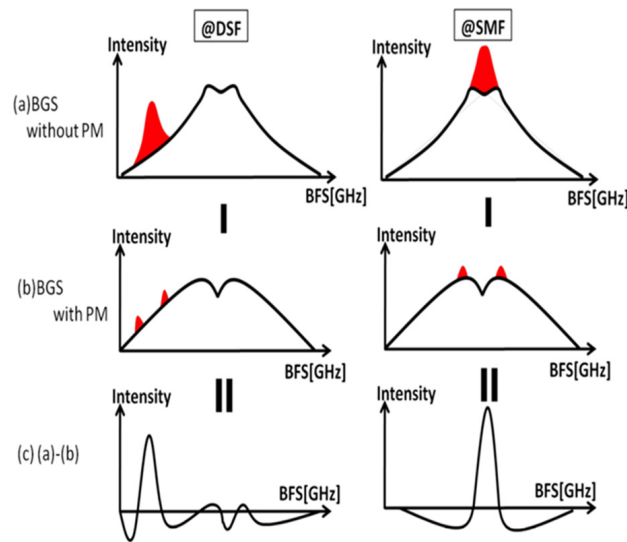 @DSF
@SMF
Intensity
Intensity
(a)BGS
without PM
BFS[GHz]
BFS[GHz]
Intensity
Intensity
(b)BGS
with PM
BFS[GHz]
BFS[GHz]
Intensity
Intensity
(c) (a)-(b)
BFS[GHz]
BFS[GHz]